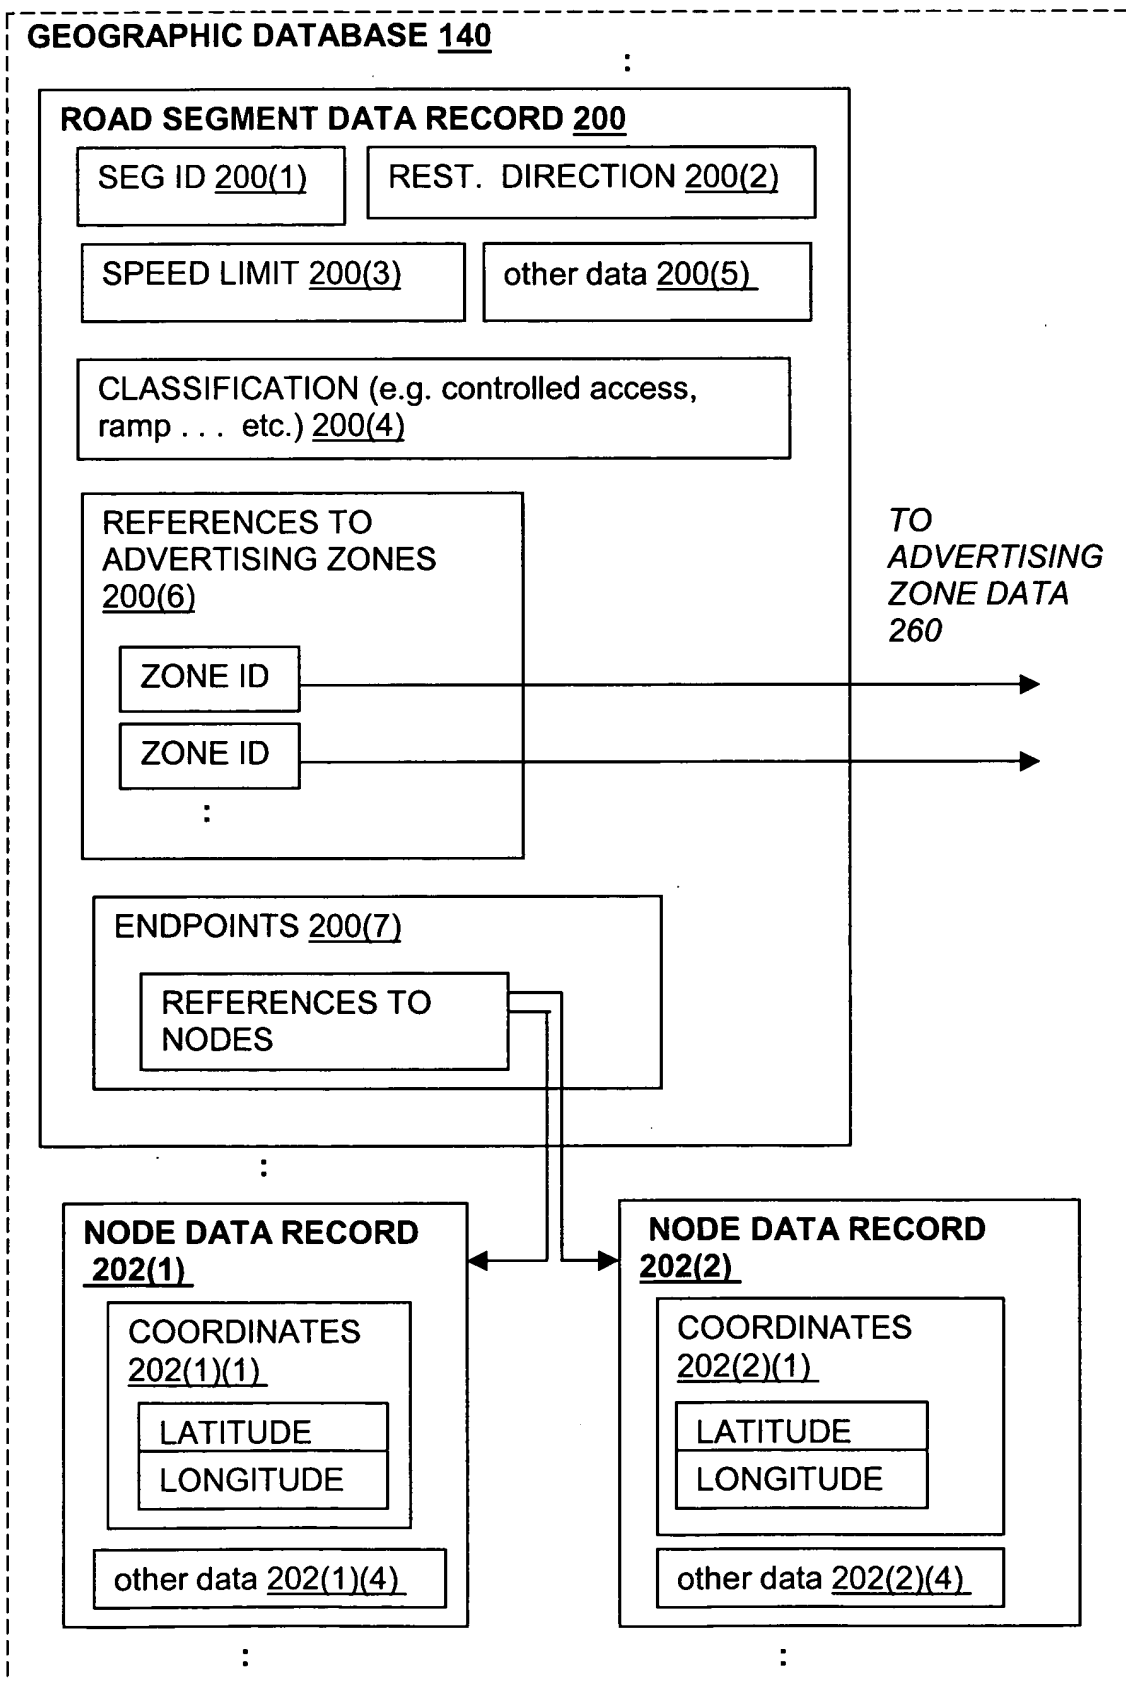 GEOGRAPHIC DATABASE 140
:
ROAD SEGMENT DATA RECORD 200
SEG ID 200(1)
REST. DIRECTION 200(2)
SPEED LIMIT 200(3)
other data 200(5)
CLASSIFICATION (e.g. controlled access,
ramp . . . etc.) 200(4)
REFERENCES TO
ADVERTISING ZONES
200(6)
ZONE ID
ZONE ID
:
TO
ADVERTISING
ZONE DATA
260
ENDPOINTS 200(7)
REFERENCES TO
NODES
:
NODE DATA RECORD
202(1)
COORDINATES
202(1)(1)
LATITUDE
LONGITUDE
other data 202(1)(4)
:
NODE DATA RECORD
202(2)
COORDINATES
202(2)(1)
LATITUDE
LONGITUDE
other data 202(2)(4)
: